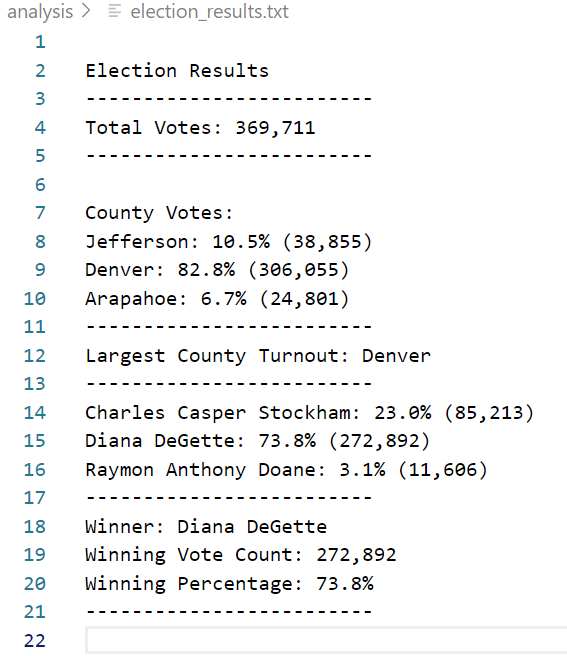 analysis > election_results.txt
1
2 Election Results
3 -------------------------
4 Total Votes: 369,711
5 -------------------------
6
7 County Votes:
8 Jefferson: 10.5% (38,855)
9 Denver: 82.8% (306,055)
10 Arapahoe: 6.7% (24,801)
11 -------------------------
12 Largest County Turnout: Denver
13 -------------------------
14 Charles Casper Stockham: 23.0% (85,213)
15 Diana DeGette: 73.8% (272,892)
16 Raymon Anthony Doane: 3.1% (11,606)
17 -------------------------
18 Winner: Diana DeGette
19 Winning Vote Count: 272,892
20 Winning Percentage: 73.8%
21 -------------------------
22